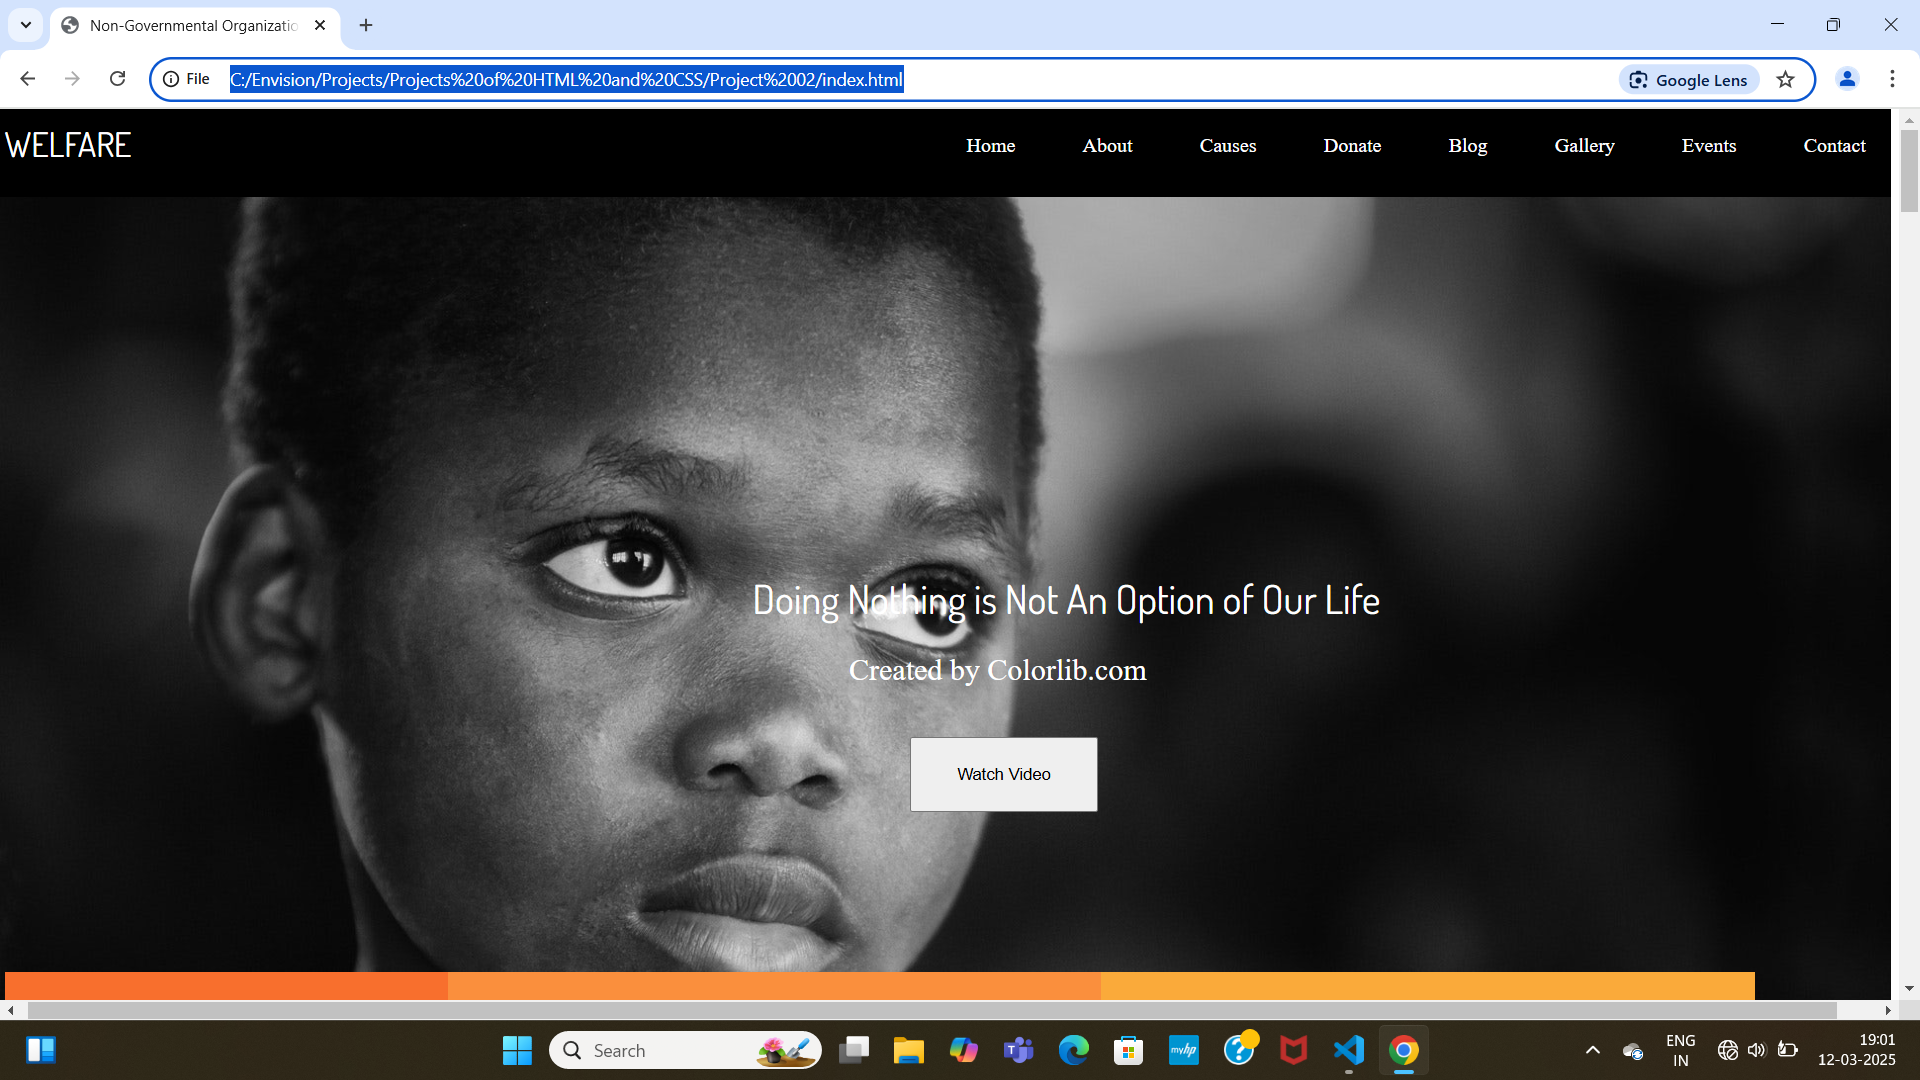 Non-Governmental Organizatio
File
C:/Envision/Projects/Projects%20of%20HTML%20and%20CSS/Project%2002/index.html
Google Lens
WELFARE
Home About Causes Donate Blog Gallery Events Contact
Doing Nothing is Not An Option of Our Life
Created by Colorlib.com
Watch Video
Search
myhp
ENG
IN
19:01
12-03-2025